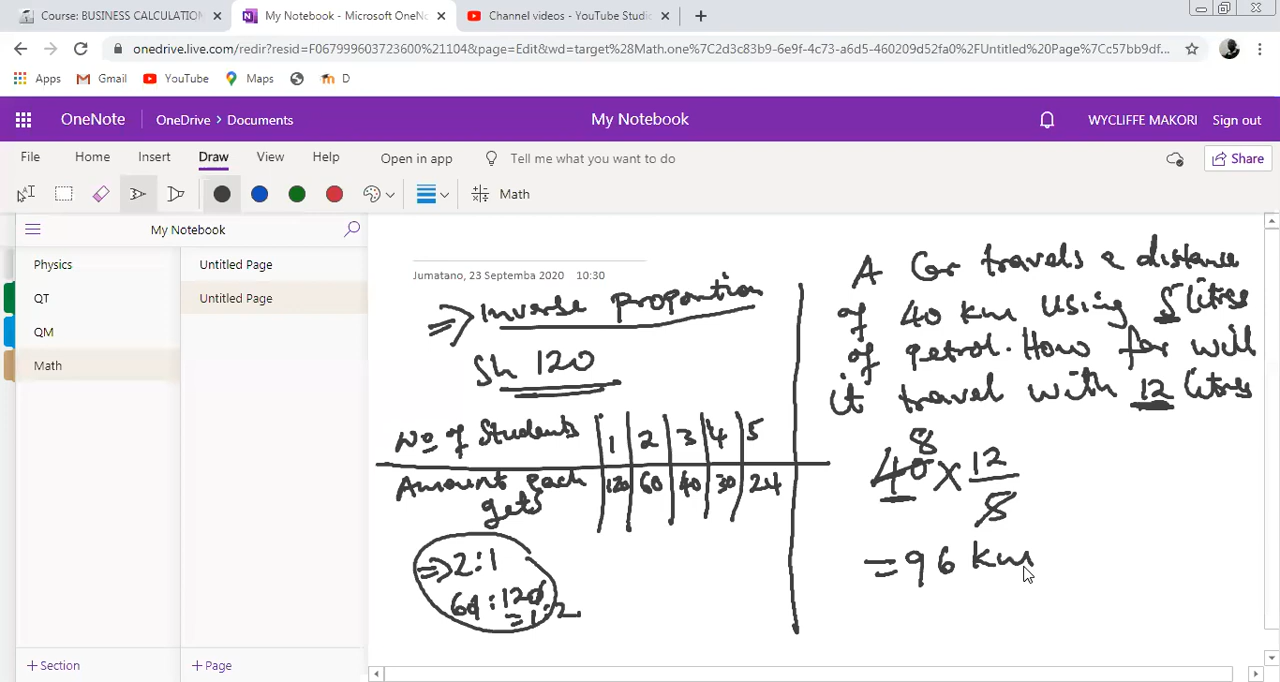 Course: BUSINESS CALCULATION
My Notebook - Microsoft OneNo
Channel videos - YouTube Studio
onedrive.live.com/redir?resid=F067999603723600%21104&page=Edit&wd=target%28Math.one%7C2d3c83b9-6e9f-4c73-a6d5-460209d52fa0%2FUntitled%20Page%7Cc57bb9df...
Apps Gmail YouTube Maps D
OneNote OneDrive > Documents My Notebook WYCLIFFE MAKORI Sign out
File Home Insert Draw View Help Open in app Tell me what you want to do Share
Math
My Notebook
Physics
QT
QM
Math
Untitled Page
Untitled Page
+ Section
+ Page
Jumatano, 23 Septemba 2020 10:30
=> Inverse proportion
Sh 120
No of Students 1 2 3 4 5
Amount each gets 120 60 40 30 24
=> 2:1
60 : 120
= 1:2
A Car travels a distance
of 40 km using 5 litres
of petrol. How far will
it travel with 12 litres
8
40 × 12/5
= 96 km